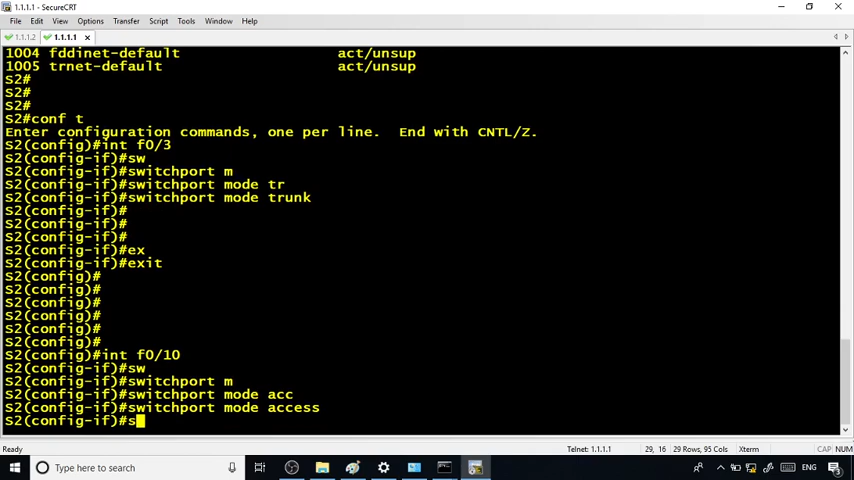 1.1.1.1 - SecureCRT
File Edit View Options Transfer Script Tools Window Help
1.1.1.2 1.1.1.1
1004 fddinet-default act/unsup
1005 trnet-default act/unsup
S2#
S2#
S2#
S2#conf t
Enter configuration commands, one per line. End with CNTL/Z.
S2(config)#int f0/3
S2(config-if)#sw
S2(config-if)#switchport m
S2(config-if)#switchport mode tr
S2(config-if)#switchport mode trunk
S2(config-if)#
S2(config-if)#
S2(config-if)#
S2(config-if)#ex
S2(config-if)#exit
S2(config)#
S2(config)#
S2(config)#
S2(config)#
S2(config)#
S2(config)#
S2(config)#int f0/10
S2(config-if)#sw
S2(config-if)#switchport m
S2(config-if)#switchport mode acc
S2(config-if)#switchport mode access
S2(config-if)#s
Ready Telnet: 1.1.1.1 29, 16 29 Rows, 95 Cols Xterm CAP NUM
Type here to search ENG 3